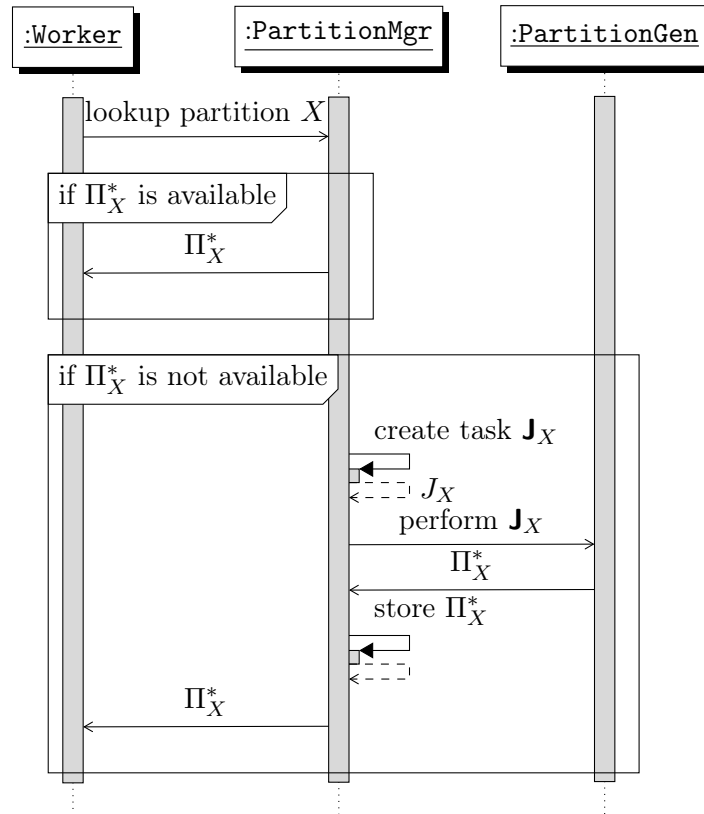 :Worker
:PartitionMgr
:PartitionGen
lookup partition X
if Π*_X is available
Π*_X
if Π*_X is not available
create task J_X
J_X
perform J_X
Π*_X
store Π*_X
Π*_X